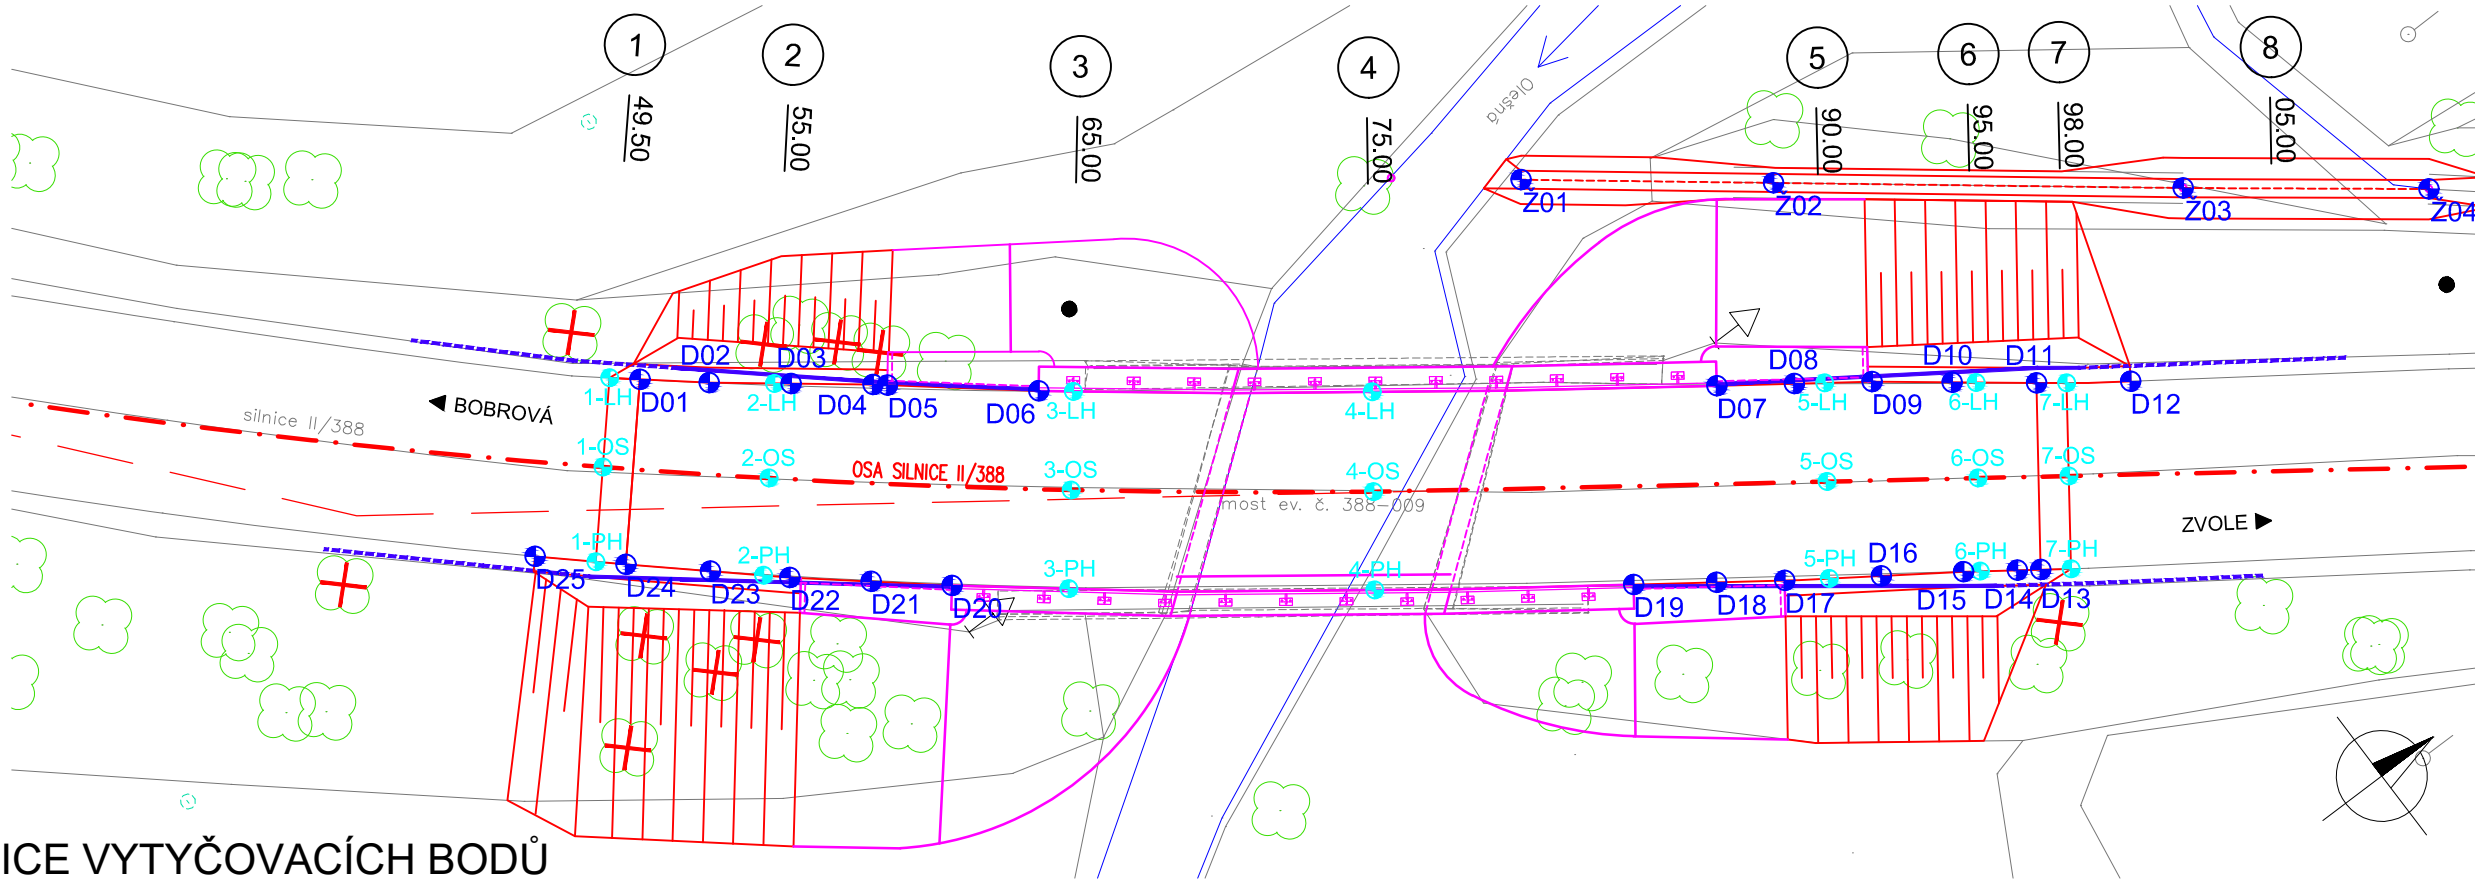 1 2 3 4 5 6 7 8
49.50 55.00 65.00 75.00 90.00 95.00 98.00 05.00
Olešná
Ž01 Ž02 Ž03 Ž04
D02 D03 D08 D10 D11
1-LH D01 2-LH D04 D05 D06 3-LH 4-LH D07 5-LH D09 6-LH 7-LH D12
BOBROVÁ
silnice II/388
1-OS 2-OS OSA SILNICE II/388 3-OS 4-OS 5-OS 6-OS 7-OS
most ev. č. 388-009
ZVOLE
1-PH 2-PH 3-PH 4-PH 5-PH D16 6-PH 7-PH
D25 D24 D23 D22 D21 D20 D19 D18 D17 D15 D14 D13
ICE VYTYČOVACÍCH BODŮ